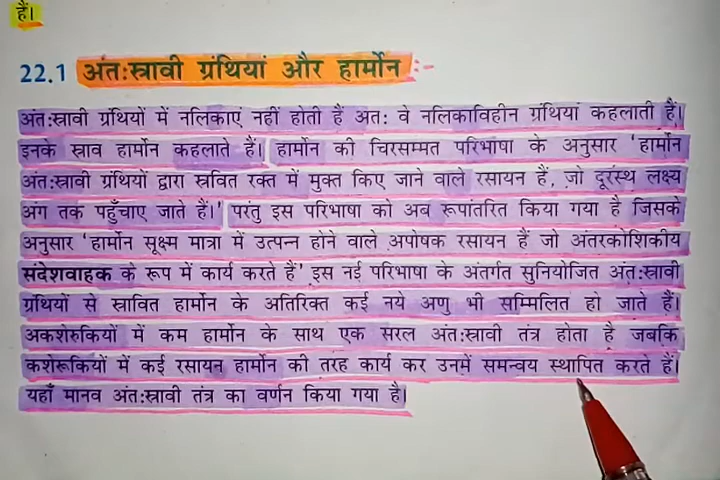 हैं।
22.1 अंतःस्रावी ग्रंथियां और हार्मोन :-
अंतःस्रावी ग्रंथियों में नलिकाएं नहीं होती हैं अतः वे नलिकाविहीन ग्रंथियां कहलाती हैं।
इनके स्राव हार्मोन कहलाते हैं। हार्मोन की चिरसम्मत परिभाषा के अनुसार 'हार्मोन
अंतःस्रावी ग्रंथियों द्वारा स्रवित रक्त में मुक्त किए जाने वाले रसायन हैं, जो दूरस्थ लक्ष्य
अंग तक पहुँचाए जाते हैं।' परंतु इस परिभाषा को अब रूपांतरित किया गया है जिसके
अनुसार 'हार्मोन सूक्ष्म मात्रा में उत्पन्न होने वाले अपोषक रसायन हैं जो अंतरकोशिकीय
संदेशवाहक के रूप में कार्य करते हैं' इस नई परिभाषा के अंतर्गत सुनियोजित अंतःस्रावी
ग्रंथियों से स्रावित हार्मोन के अतिरिक्त कई नये अणु भी सम्मिलित हो जाते हैं।
अकशेरुकियों में कम हार्मोन के साथ एक सरल अंतःस्रावी तंत्र होता है जबकि
कशेरूकियों में कई रसायन हार्मोन की तरह कार्य कर उनमें समन्वय स्थापित करते हैं।
यहाँ मानव अंतःस्रावी तंत्र का वर्णन किया गया है।